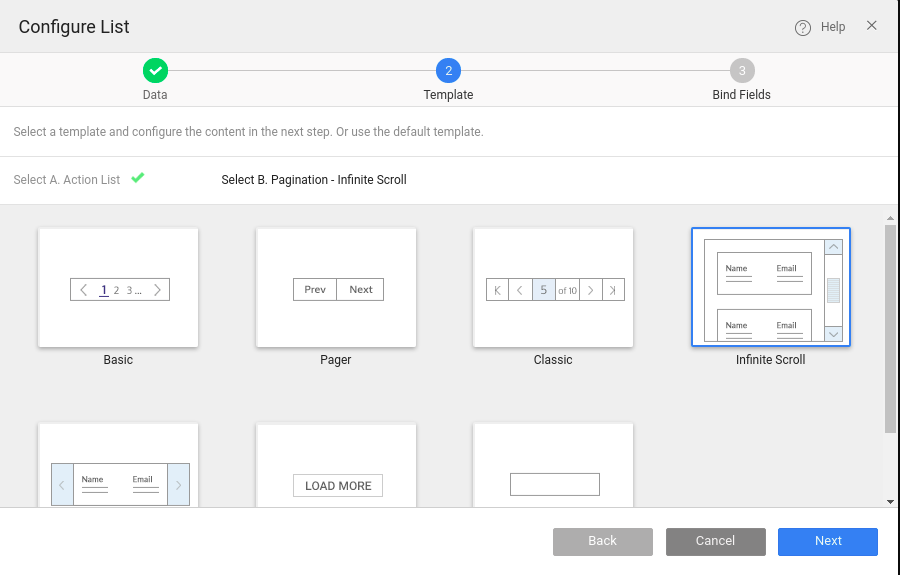 Configure List
? Help
2 3
Data Template Bind Fields
Select a template and configure the content in the next step. Or use the default template.
Select A. Action List Select B. Pagination - Infinite Scroll
1 2 3 ...
Prev Next
5 of 10
Name Email
Name Email
Basic Pager Classic Infinite Scroll
Name Email
LOAD MORE
Back Cancel Next